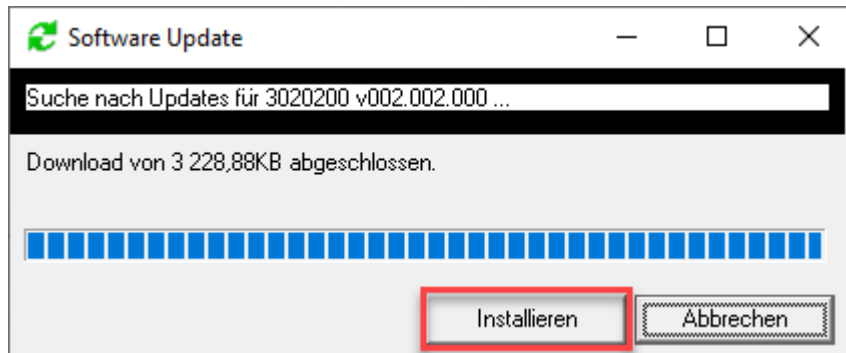 Software Update
Suche nach Updates für 3020200 v002.002.000 ...
Download von 3 228,88KB abgeschlossen.
Installieren
Abbrechen